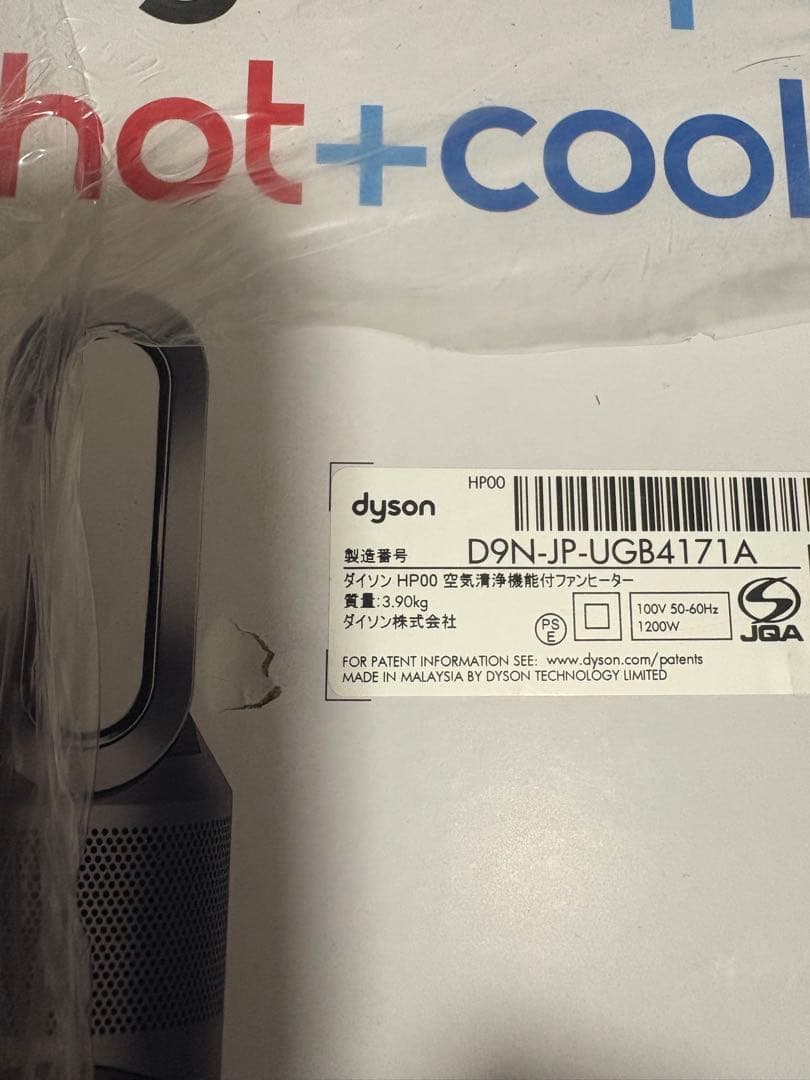 hot+cool
HP00
dyson
製造番号 D9N-JP-UGB4171A
ダイソン HP00 空気清浄機能付ファンヒーター
質量:3.90kg
ダイソン株式会社
PS
E
100V 50-60Hz
1200W
JQA
FOR PATENT INFORMATION SEE: www.dyson.com/patents
MADE IN MALAYSIA BY DYSON TECHNOLOGY LIMITED